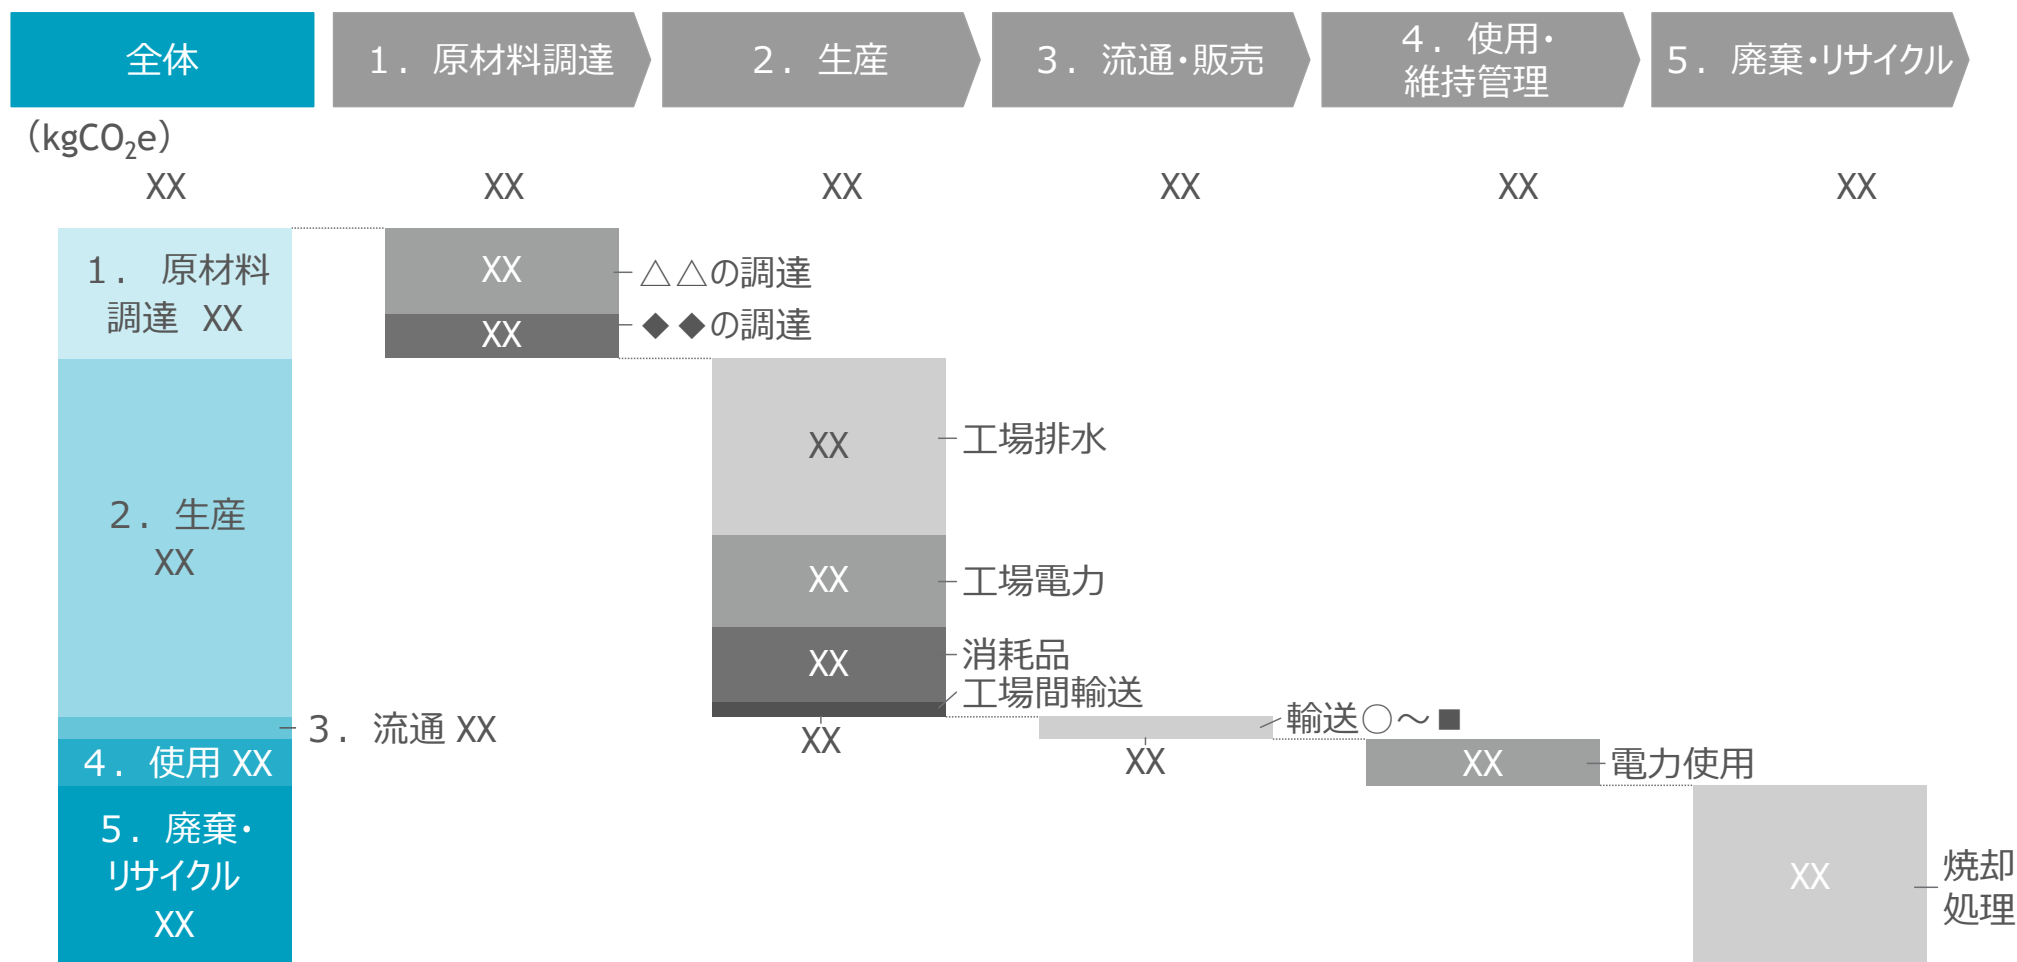 全体
1. 原材料調達
2. 生産
3. 流通・販売
4. 使用・
維持管理
5. 廃棄・リサイクル
（kgCO₂e）
XX
XX
XX
XX
XX
XX
1. 原材料
調達 XX
XX
△△の調達
XX
◆◆の調達
2. 生産
XX
XX
工場排水
XX
工場電力
XX
消耗品
工場間輸送
XX
3. 流通 XX
輸送○～■
XX
4. 使用 XX
XX
電力使用
5. 廃棄・
リサイクル
XX
XX
焼却
処理